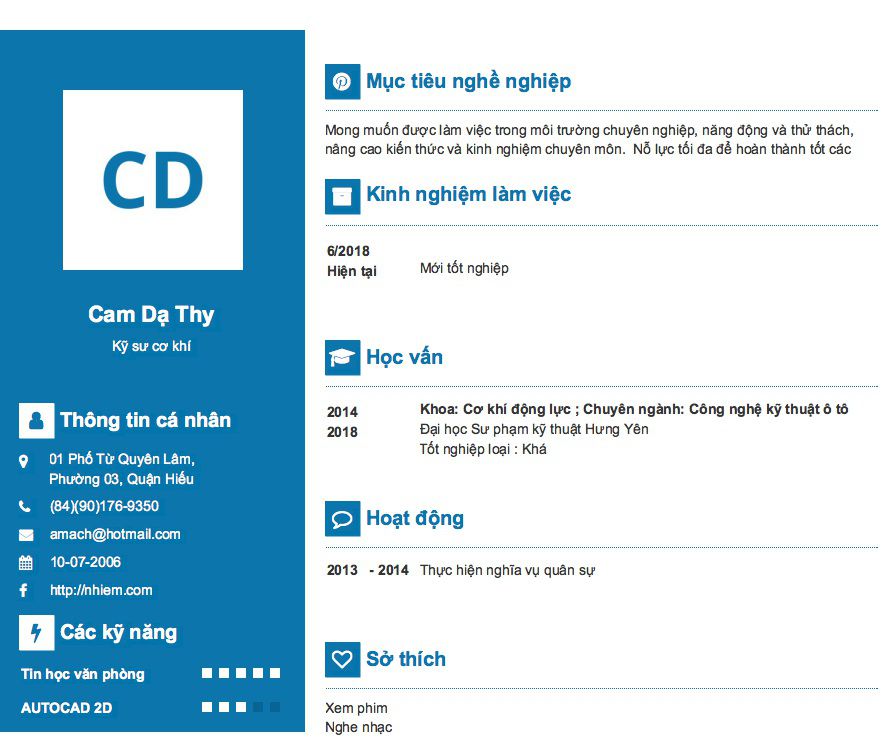 CD
Cam Dạ Thy
Kỹ sư cơ khí
Thông tin cá nhân
01 Phố Từ Quyên Lâm,
Phường 03, Quận Hiếu
(84)(90)176-9350
amach@hotmail.com
10-07-2006
http://nhiem.com
Các kỹ năng
Tin học văn phòng
AUTOCAD 2D
Mục tiêu nghề nghiệp
Mong muốn được làm việc trong môi trường chuyên nghiệp, năng động và thử thách,
nâng cao kiến thức và kinh nghiệm chuyên môn. Nỗ lực tối đa để hoàn thành tốt các
Kinh nghiệm làm việc
6/2018
Hiện tại
Mới tốt nghiệp
Học vấn
2014
2018
Khoa: Cơ khí động lực ; Chuyên ngành: Công nghệ kỹ thuật ô tô
Đại học Sư phạm kỹ thuật Hưng Yên
Tốt nghiệp loại : Khá
Hoạt động
2013 - 2014 Thực hiện nghĩa vụ quân sự
Sở thích
Xem phim
Nghe nhạc